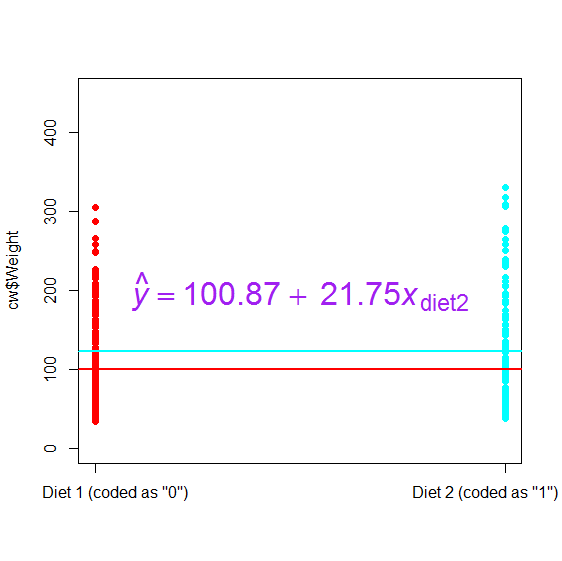 400
300
200
100
0
cw$Weight
ŷ = 100.87 + 21.75x_diet2
Diet 1 (coded as "0")
Diet 2 (coded as "1")